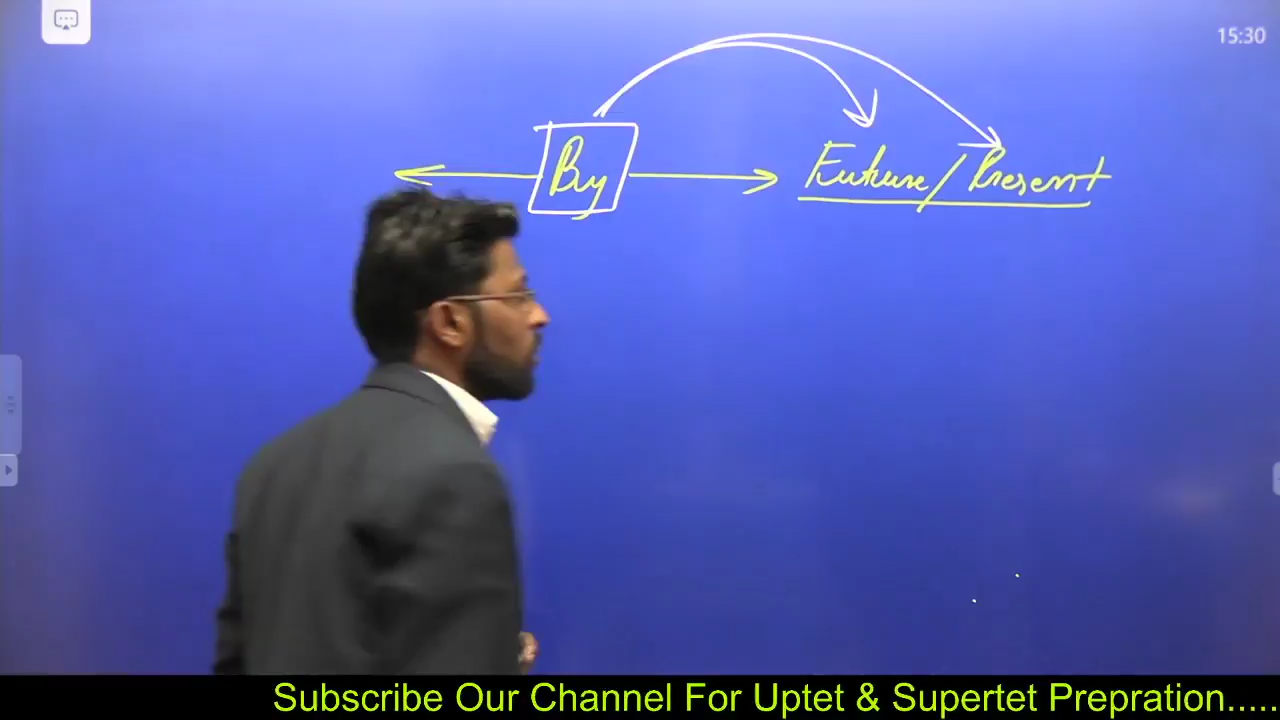 15:30
By Future/Present
Subscribe Our Channel For Uptet & Supertet Prepration.....